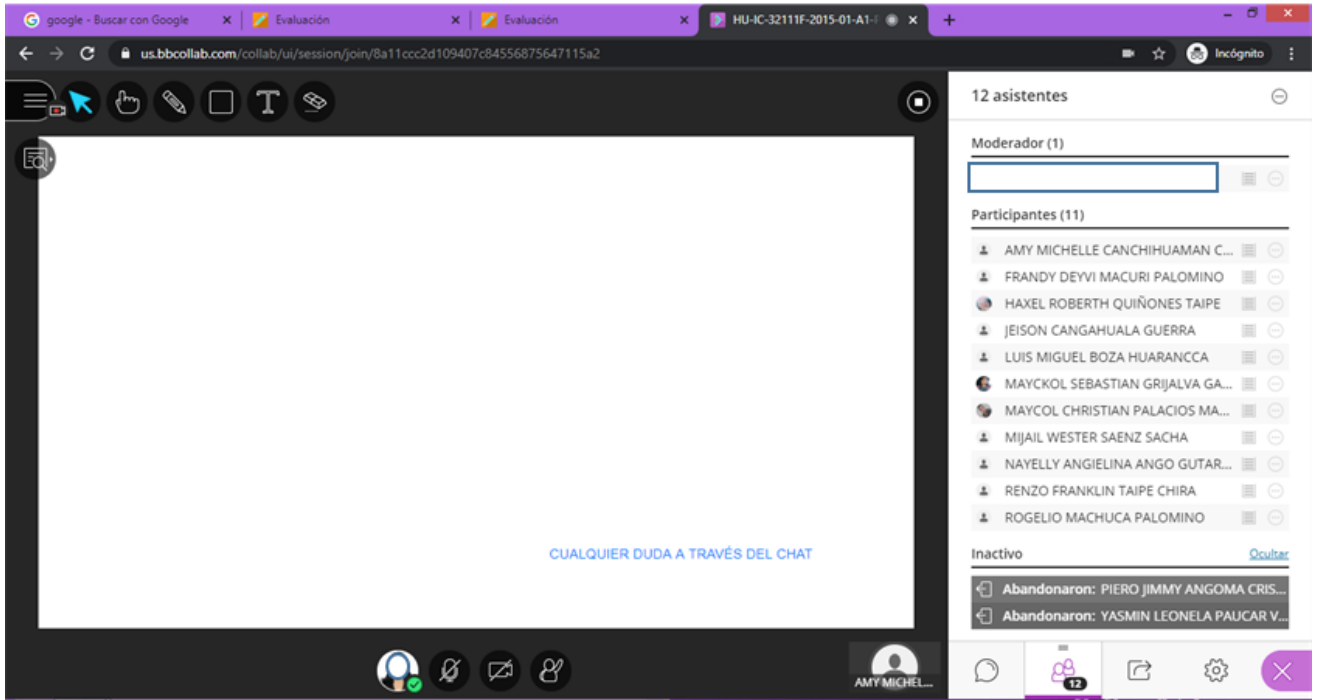 google - Buscar con Google
Evaluación
Evaluación
HU-IC-32111F-2015-01-A1-
us.bbcollab.com/collab/ui/session/join/8a11ccc2d109407c84556875647115a2
Incógnito
12 asistentes
Moderador (1)
Participantes (11)
AMY MICHELLE CANCHIHUAMAN C...
FRANDY DEYVI MACURI PALOMINO
HAXEL ROBERTH QUIÑONES TAIPE
JEISON CANGAHUALA GUERRA
LUIS MIGUEL BOZA HUARANCCA
MAYCKOL SEBASTIAN GRIJALVA GA...
MAYCOL CHRISTIAN PALACIOS MA...
MIJAIL WESTER SAENZ SACHA
NAYELLY ANGIELINA ANGO GUTAR...
RENZO FRANKLIN TAIPE CHIRA
ROGELIO MACHUCA PALOMINO
CUALQUIER DUDA A TRAVÉS DEL CHAT
Inactivo
Ocultar
Abandonaron: PIERO JIMMY ANGOMA CRIS...
Abandonaron: YASMIN LEONELA PAUCAR V...
AMY MICHEL...
12